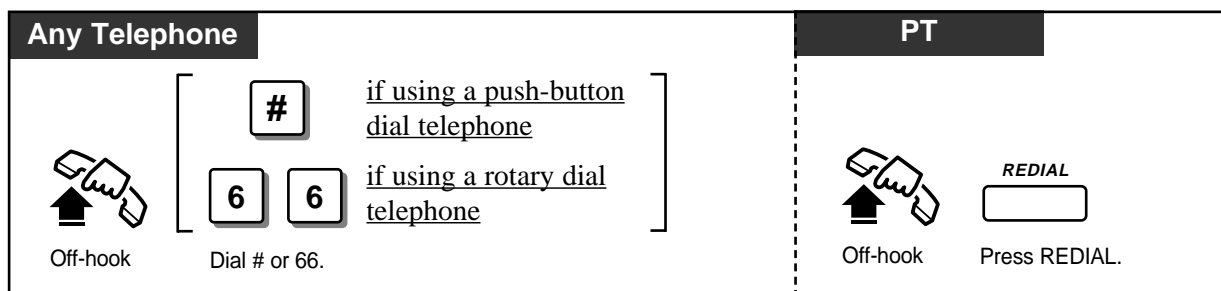 Any Telephone
PT
#
if using a push-button
dial telephone
6 6
if using a rotary dial
telephone
Off-hook
Dial # or 66.
REDIAL
Off-hook
Press REDIAL.